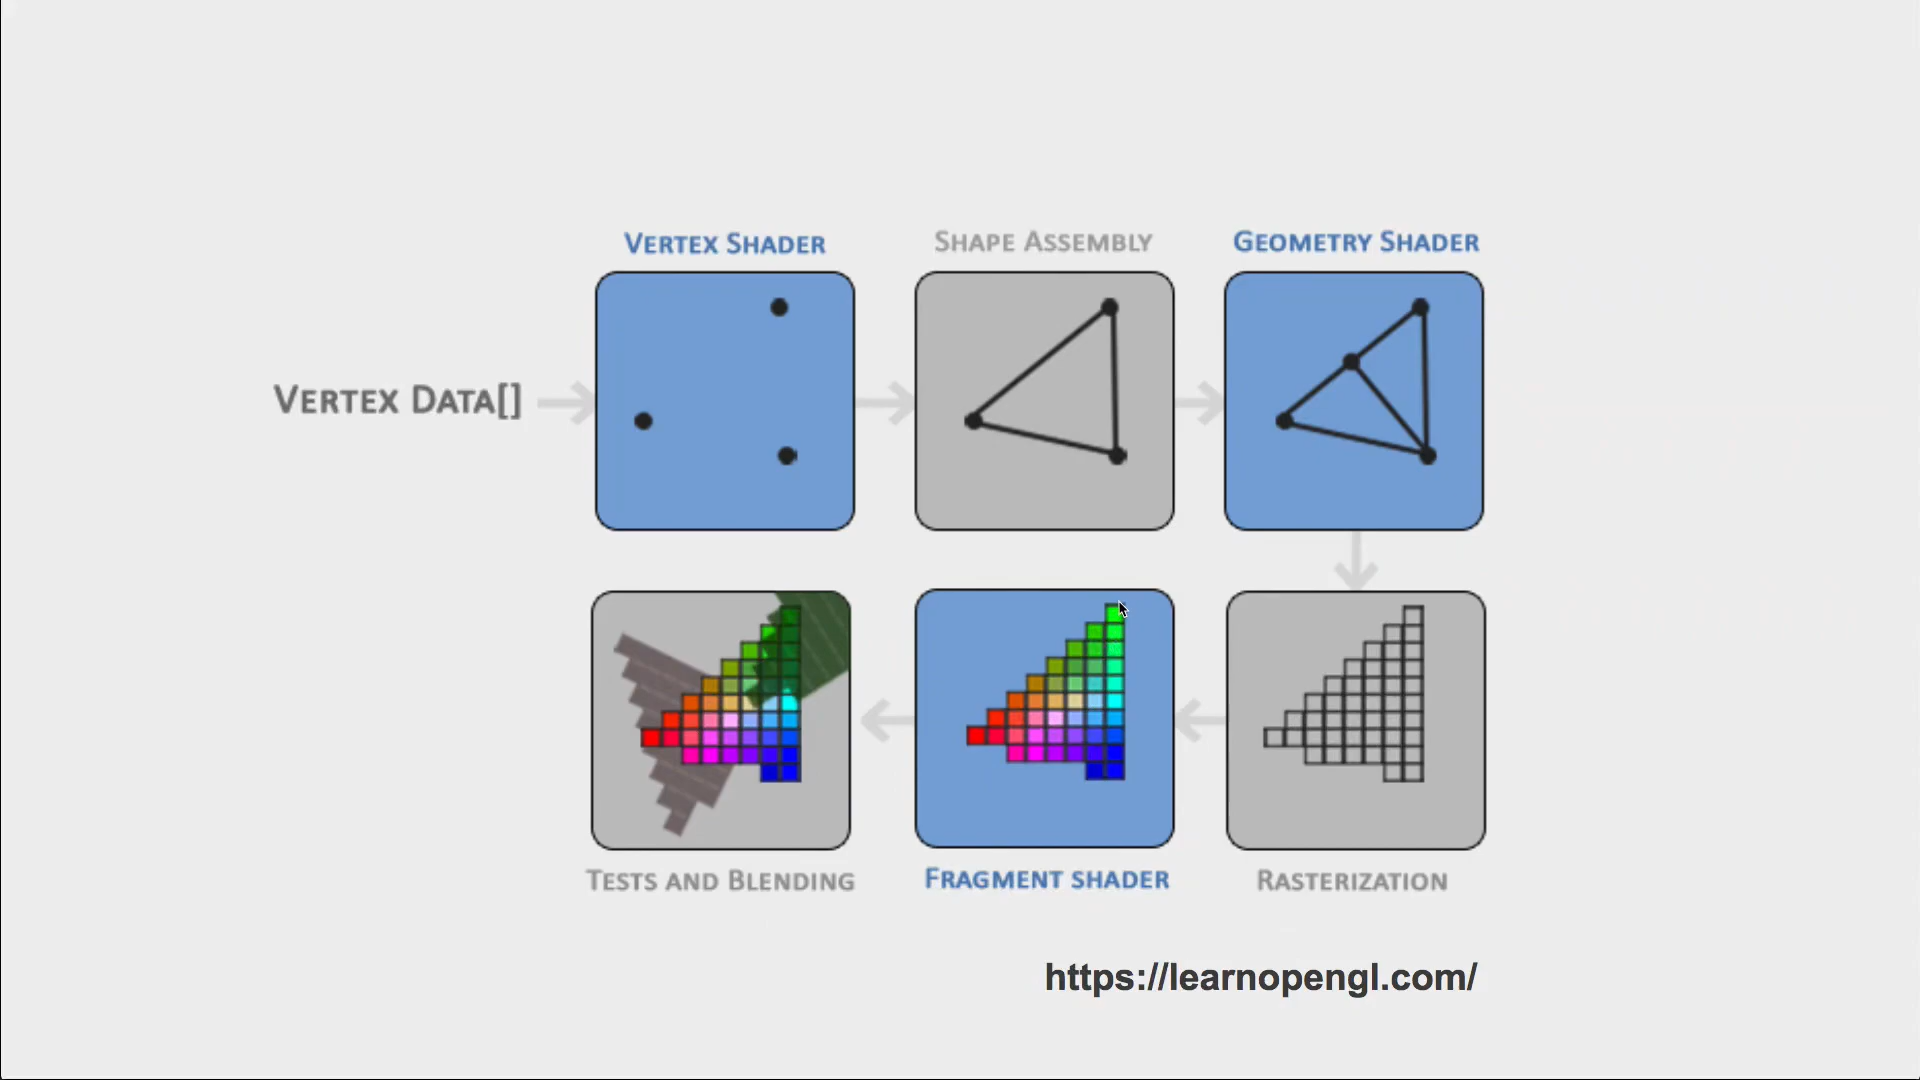 VERTEX SHADER
SHAPE ASSEMBLY
GEOMETRY SHADER
VERTEX DATA[]
TESTS AND BLENDING
FRAGMENT SHADER
RASTERIZATION
https://learnopengl.com/